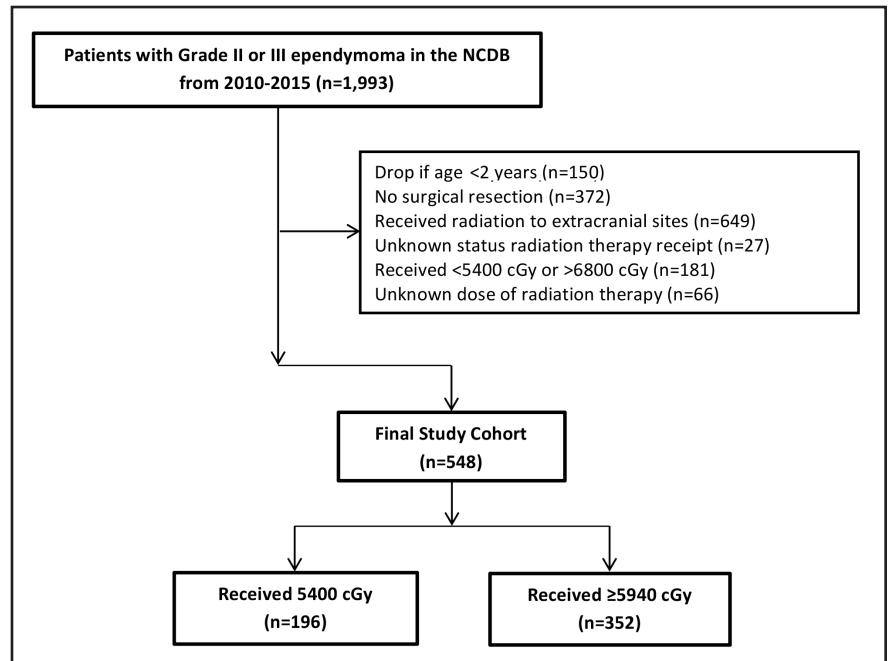 Patients with Grade II or III ependymoma in the NCDB
from 2010-2015 (n=1,993)
Drop if age <2 years (n=150)
No surgical resection (n=372)
Received radiation to extracranial sites (n=649)
Unknown status radiation therapy receipt (n=27)
Received <5400 cGy or >6800 cGy (n=181)
Unknown dose of radiation therapy (n=66)
Final Study Cohort
(n=548)
Received 5400 cGy
(n=196)
Received ≥5940 cGy
(n=352)